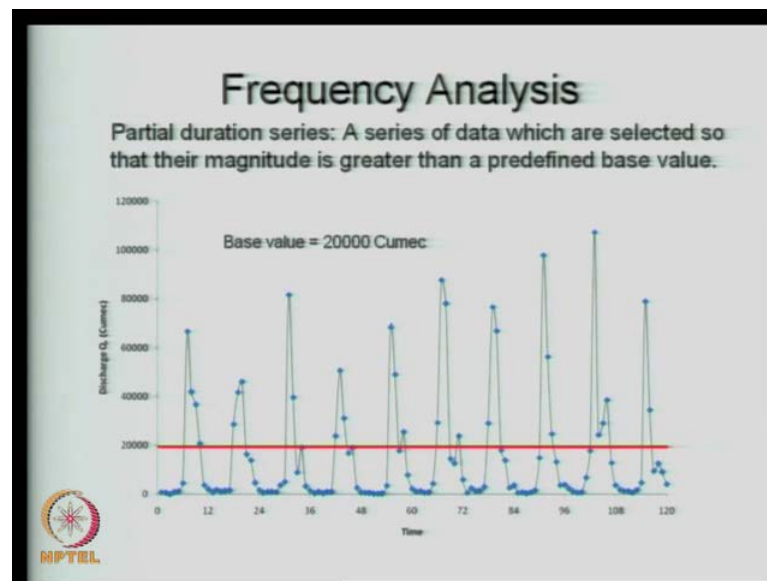 Frequency Analysis
Partial duration series: A series of data which are selected so
that their magnitude is greater than a predefined base value.
120000
Base value = 20000 Cumec
100000
80000
60000
40000
20000
0
Discharge Q, (Cumec)
0 12 24 36 48 60 72 84 96 108 120
Time
NPTEL